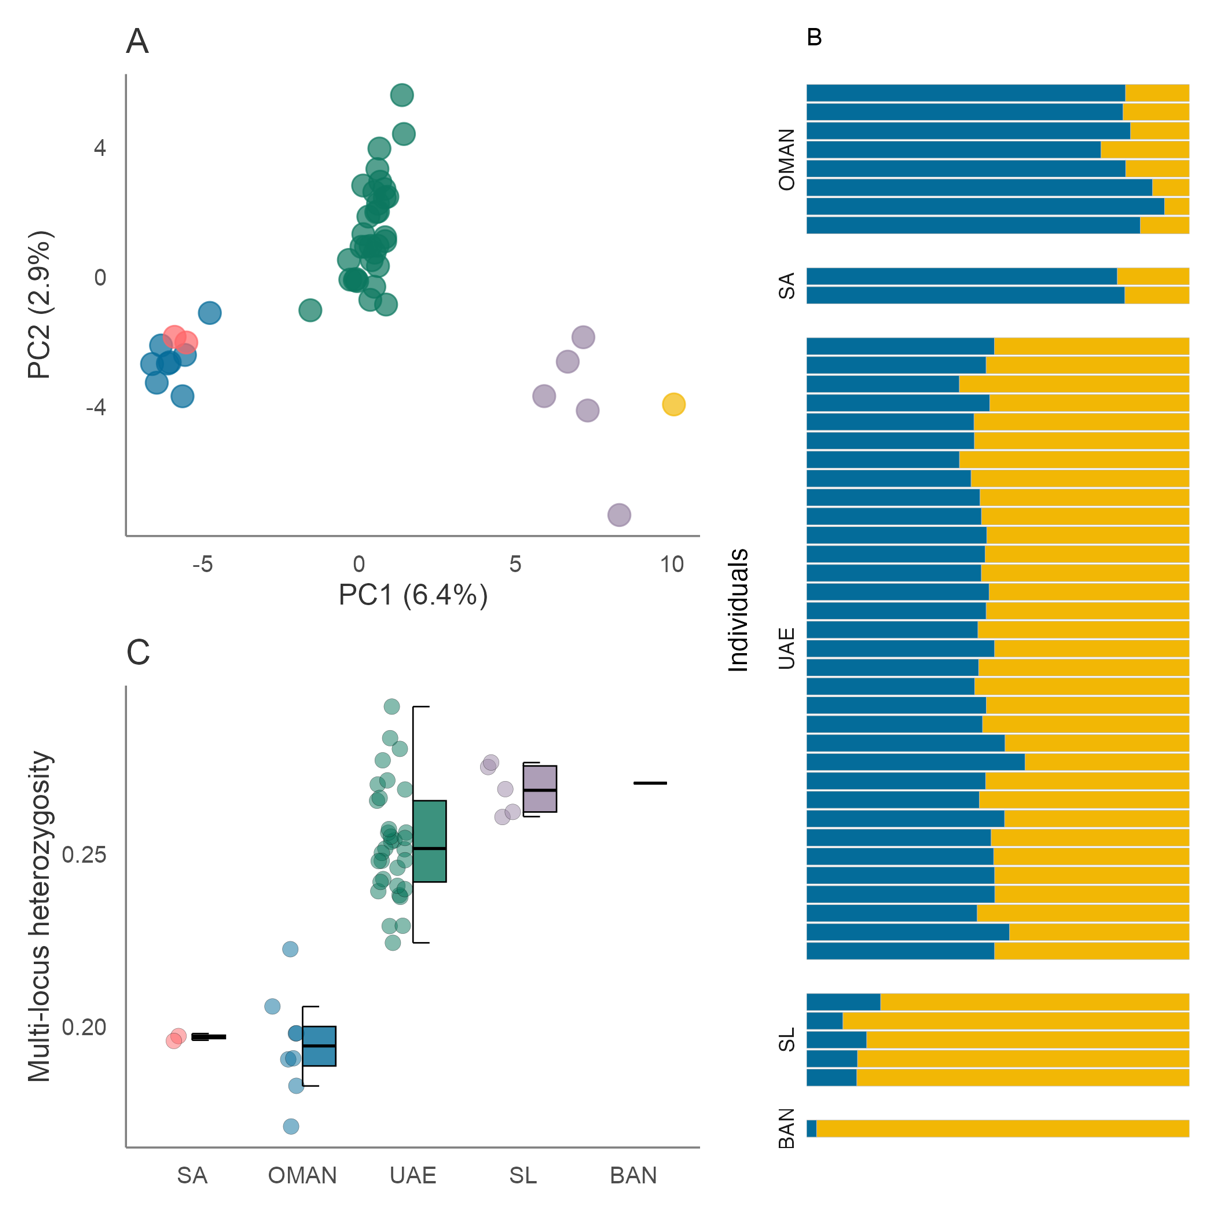 A
4
0
-4
PC2 (2.9%)
-5 0 5 10
PC1 (6.4%)
B
OMAN
SA
UAE
SL
BAN
Individuals
C
0.25
0.20
Multi-locus heterozygosity
SA OMAN UAE SL BAN